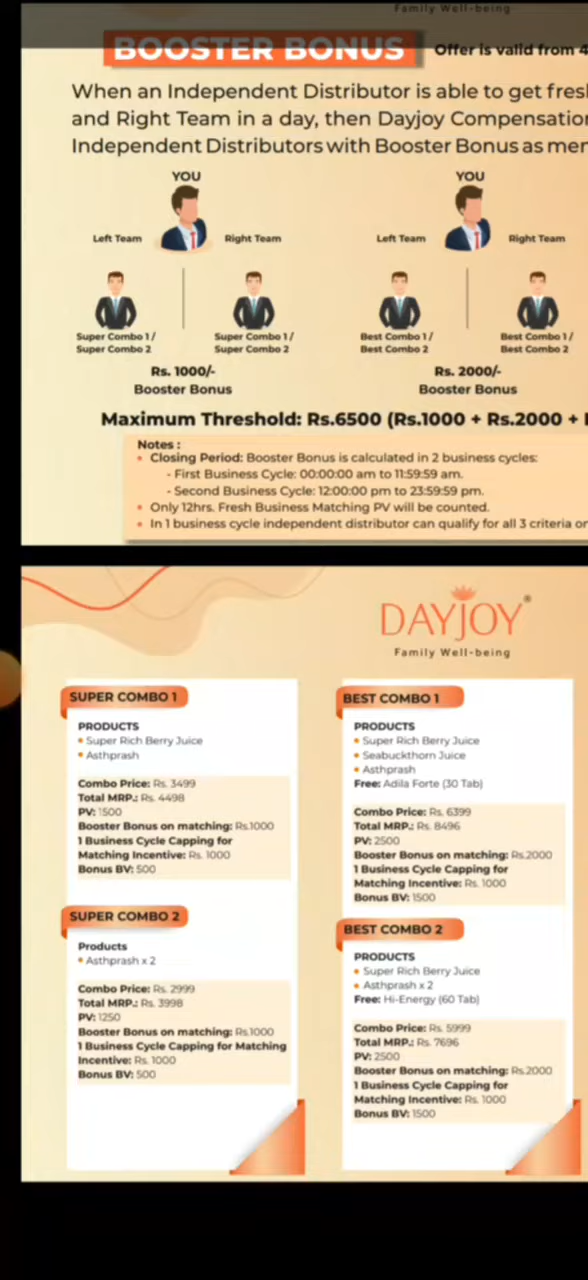 Family Well-being
BOOSTER BONUS
Offer is valid from 4
When an Independent Distributor is able to get fres
and Right Team in a day, then Dayjoy Compensatio
Independent Distributors with Booster Bonus as mer
YOU
YOU
Left Team
Right Team
Left Team
Right Team
Super Combo 1/
Super Combo 2
Super Combo 1/
Super Combo 2
Best Combo 1/
Best Combo 2
Best Combo 1/
Best Combo 2
Rs. 1000/-
Booster Bonus
Rs. 2000/-
Booster Bonus
Maximum Threshold: Rs.6500 (Rs.1000 + Rs.2000 +
Notes :
• Closing Period: Booster Bonus is calculated in 2 business cycles:
- First Business Cycle: 00:00:00 am to 11:59:59 am.
- Second Business Cycle: 12:00:00 pm to 23:59:59 pm.
• Only 12hrs. Fresh Business Matching PV will be counted.
• In 1 business cycle independent distributor can qualify for all 3 criteria or
DAYJOY®
Family Well-being
SUPER COMBO 1
PRODUCTS
• Super Rich Berry Juice
• Asthprash
Combo Price: Rs. 3499
Total MRP.: Rs. 4498
PV: 1500
Booster Bonus on matching: Rs.1000
1 Business Cycle Capping for
Matching Incentive: Rs. 1000
Bonus BV: 500
SUPER COMBO 2
Products
• Asthprash x 2
Combo Price: Rs. 2999
Total MRP.: Rs. 3998
PV: 1250
Booster Bonus on matching: Rs.1000
1 Business Cycle Capping for Matching
Incentive: Rs. 1000
Bonus BV: 500
BEST COMBO 1
PRODUCTS
• Super Rich Berry Juice
• Seabuckthorn Juice
• Asthprash
Free: Adila Forte (30 Tab)
Combo Price: Rs. 6399
Total MRP.: Rs. 8496
PV: 2500
Booster Bonus on matching: Rs.2000
1 Business Cycle Capping for
Matching Incentive: Rs. 1000
Bonus BV: 1500
BEST COMBO 2
PRODUCTS
• Super Rich Berry Juice
• Asthprash x 2
Free: Hi-Energy (60 Tab)
Combo Price: Rs. 5999
Total MRP.: Rs. 7696
PV: 2500
Booster Bonus on matching: Rs.2000
1 Business Cycle Capping for
Matching Incentive: Rs. 1000
Bonus BV: 1500